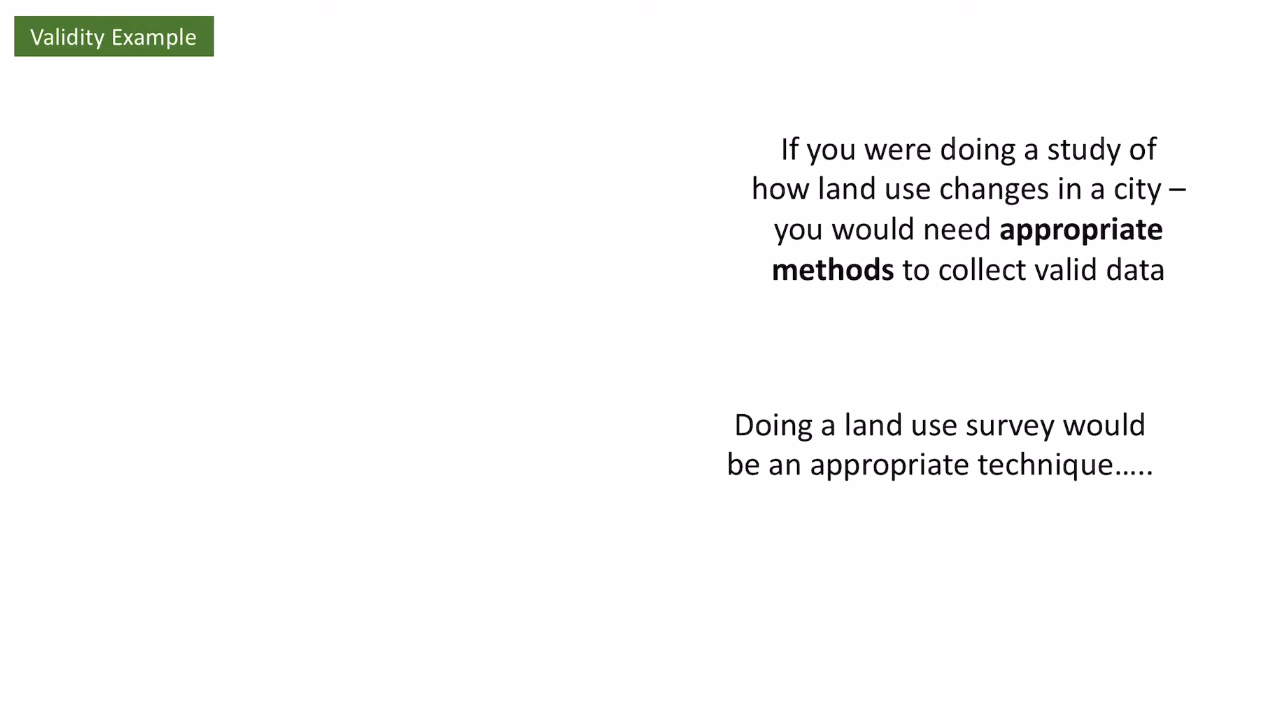 Validity Example
If you were doing a study of
how land use changes in a city –
you would need appropriate
methods to collect valid data
Doing a land use survey would
be an appropriate technique.....